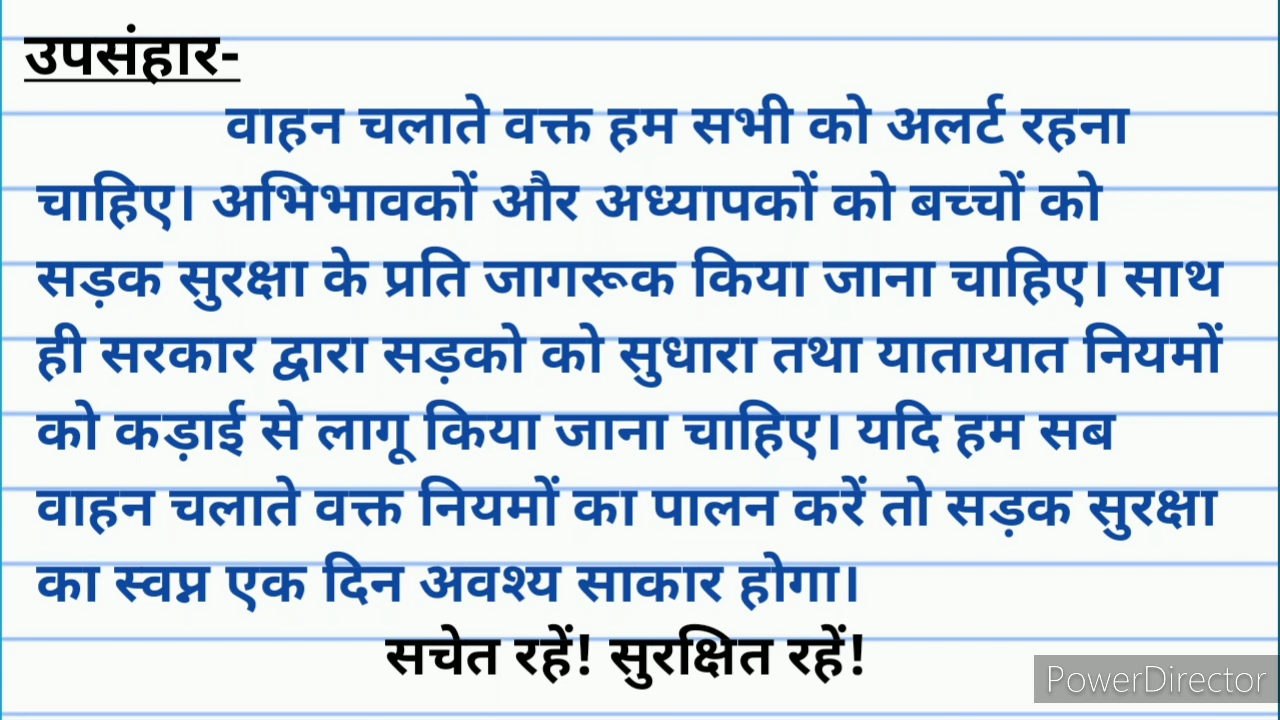 उपसंहार-
वाहन चलाते वक्त हम सभी को अलर्ट रहना
चाहिए। अभिभावकों और अध्यापकों को बच्चों को
सड़क सुरक्षा के प्रति जागरूक किया जाना चाहिए। साथ
ही सरकार द्वारा सड़को को सुधारा तथा यातायात नियमों
को कड़ाई से लागू किया जाना चाहिए। यदि हम सब
वाहन चलाते वक्त नियमों का पालन करें तो सड़क सुरक्षा
का स्वप्न एक दिन अवश्य साकार होगा।
सचेत रहें! सुरक्षित रहें!
PowerDirector